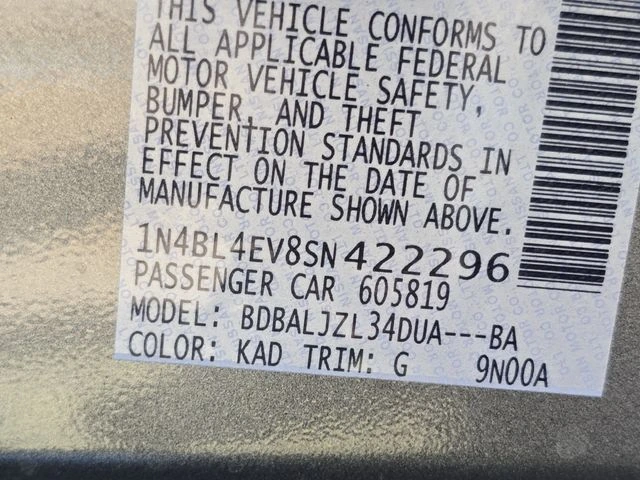 THIS VEHICLE CONFORMS TO
ALL APPLICABLE FEDERAL
MOTOR VEHICLE SAFETY,
BUMPER, AND THEFT
PREVENTION STANDARDS IN
EFFECT ON THE DATE OF
MANUFACTURE SHOWN ABOVE.
1N4BL4EV8SN422296
PASSENGER CAR 605819
MODEL: BDBALJZL34DUA---BA
COLOR: KAD TRIM: G 9N00A